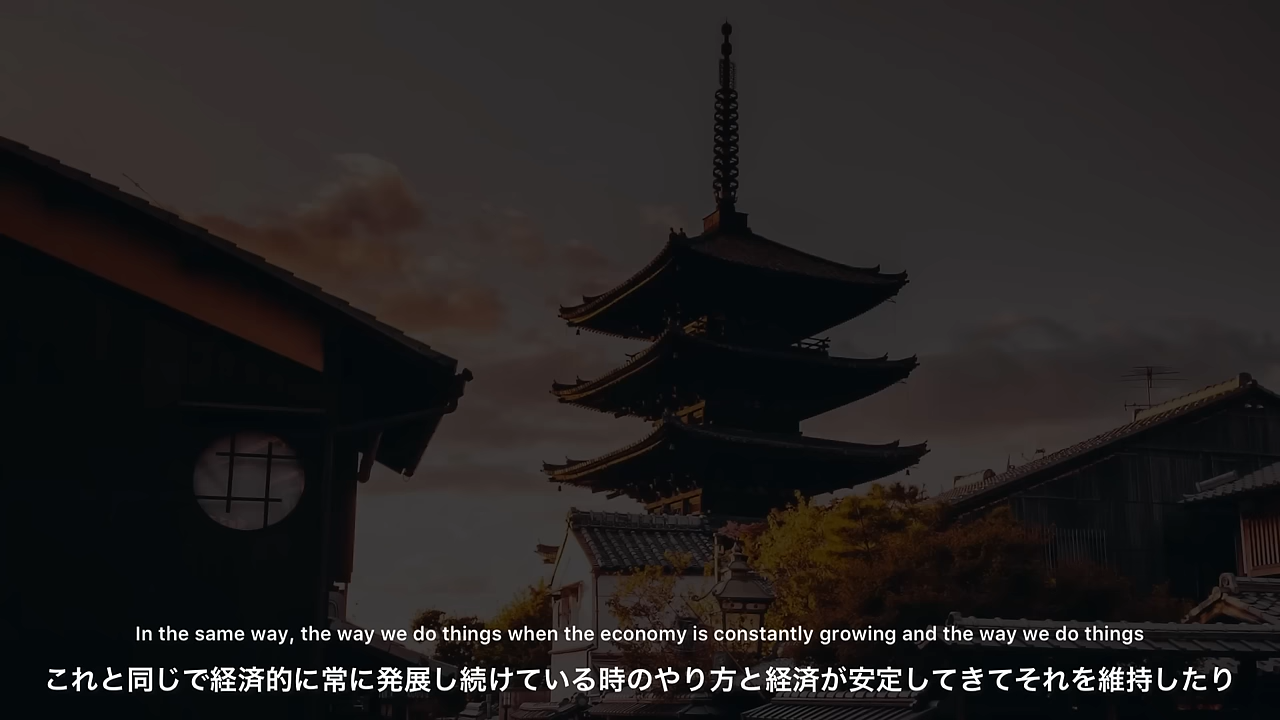 In the same way, the way we do things when the economy is constantly growing and the way we do things
これと同じで経済的に常に発展し続けている時のやり方と経済が安定してきてそれを維持したり